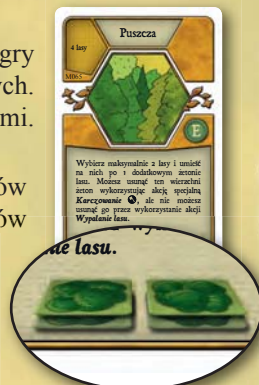 gry
ych.
mi.
ów
ów
Puszcza
4 lasy
M065
E
Wybierz maksymalnie 2 lasy i umieść
na nich po 1 dodatkowym żetonie
lasu. Możesz usunąć ten wierzchni
żeton wykorzystując akcję specjalną
Karczowanie, ale nie możesz
usunąć go przez wykorzystanie akcji
Wypalanie lasu.
nie lasu.